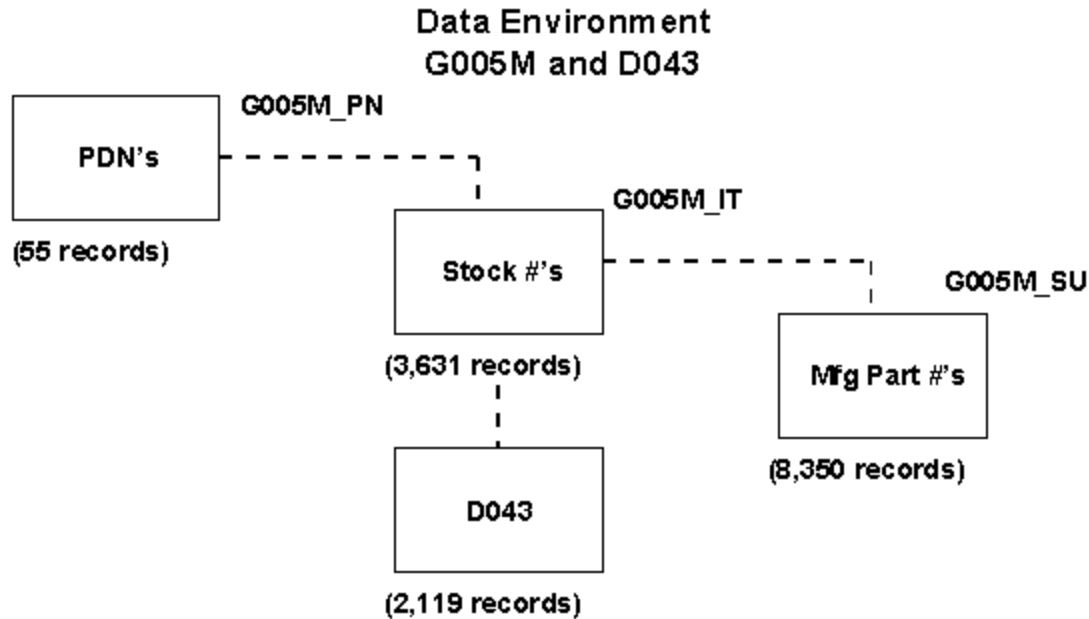 Data Environment
G005M and D043
G005M_PN
PDN's
(55 records)
G005M_IT
Stock #'s
(3,631 records)
G005M_SU
Mfg Part #'s
(8,350 records)
D043
(2,119 records)